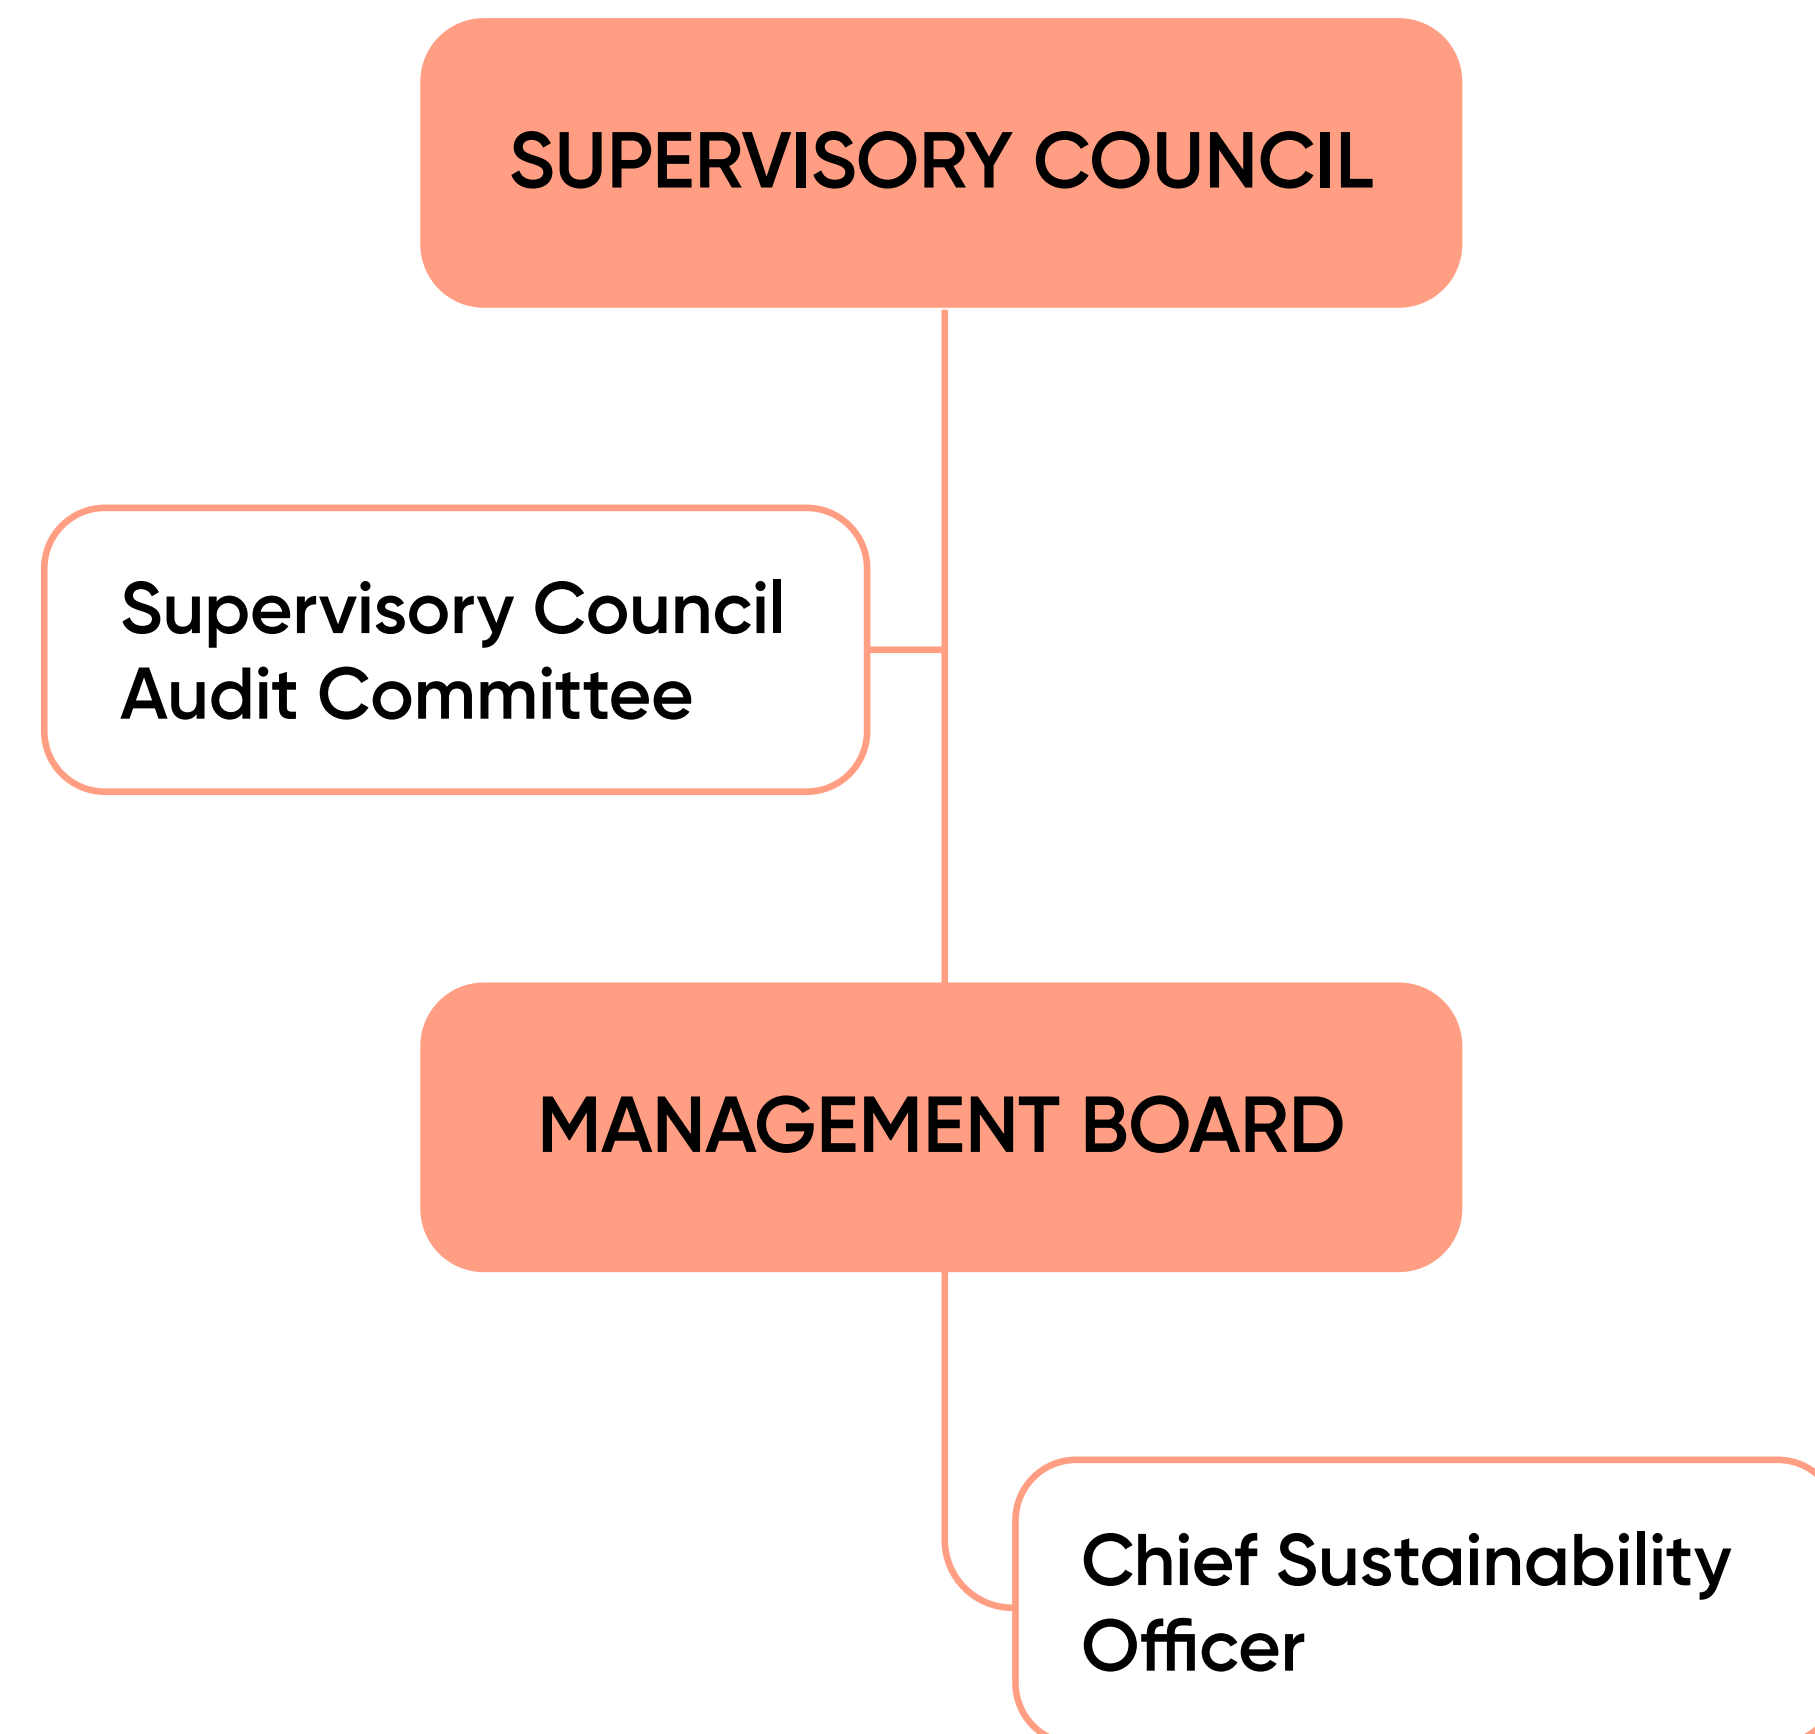 SUPERVISORY COUNCIL
Supervisory Council
Audit Committee
MANAGEMENT BOARD
Chief Sustainability
Officer